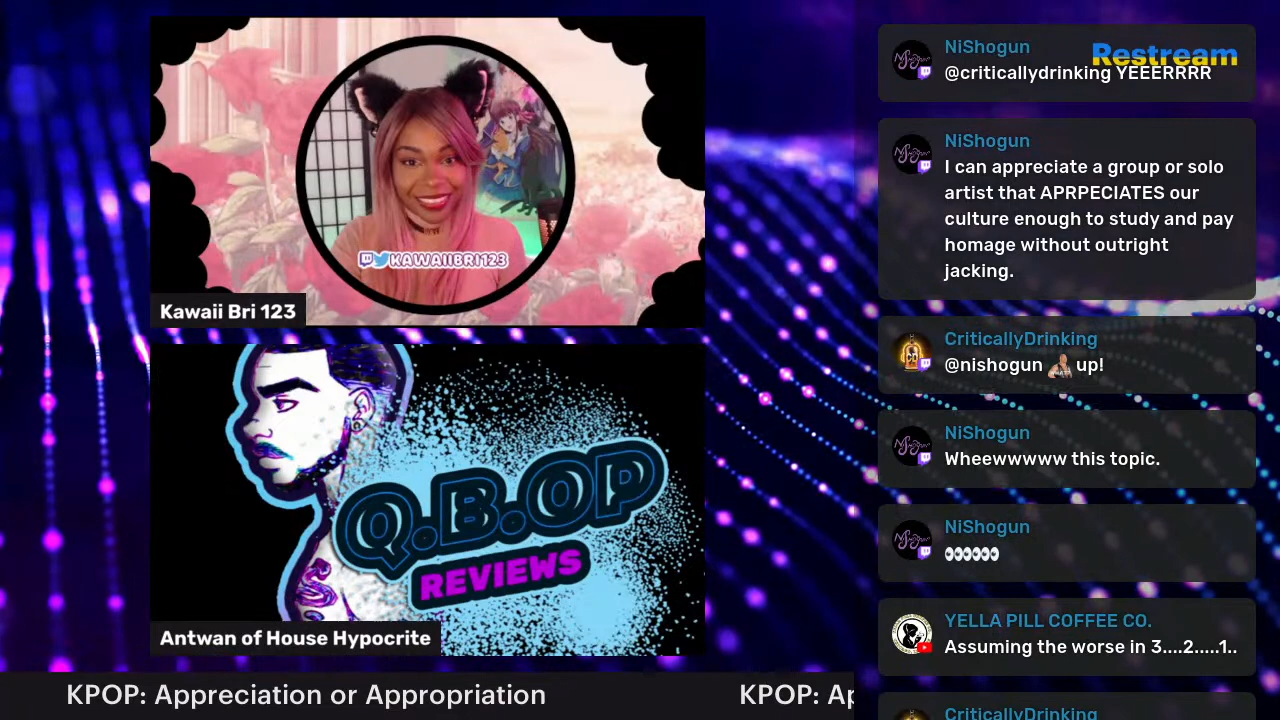 KAWAIIBRI123
Kawaii Bri 123
Q.B.OP
REVIEWS
Antwan of House Hypocrite
KPOP: Appreciation or Appropriation
KPOP: Ap
Restream
NiShogun
@criticallydrinking YEEERRRR
NiShogun
I can appreciate a group or solo
artist that APRPECIATES our
culture enough to study and pay
homage without outright
jacking.
CriticallyDrinking
@nishogun up!
NiShogun
Wheewwwww this topic.
NiShogun
YELLA PILL COFFEE CO.
Assuming the worse in 3....2.....1..
CriticallyDrinking